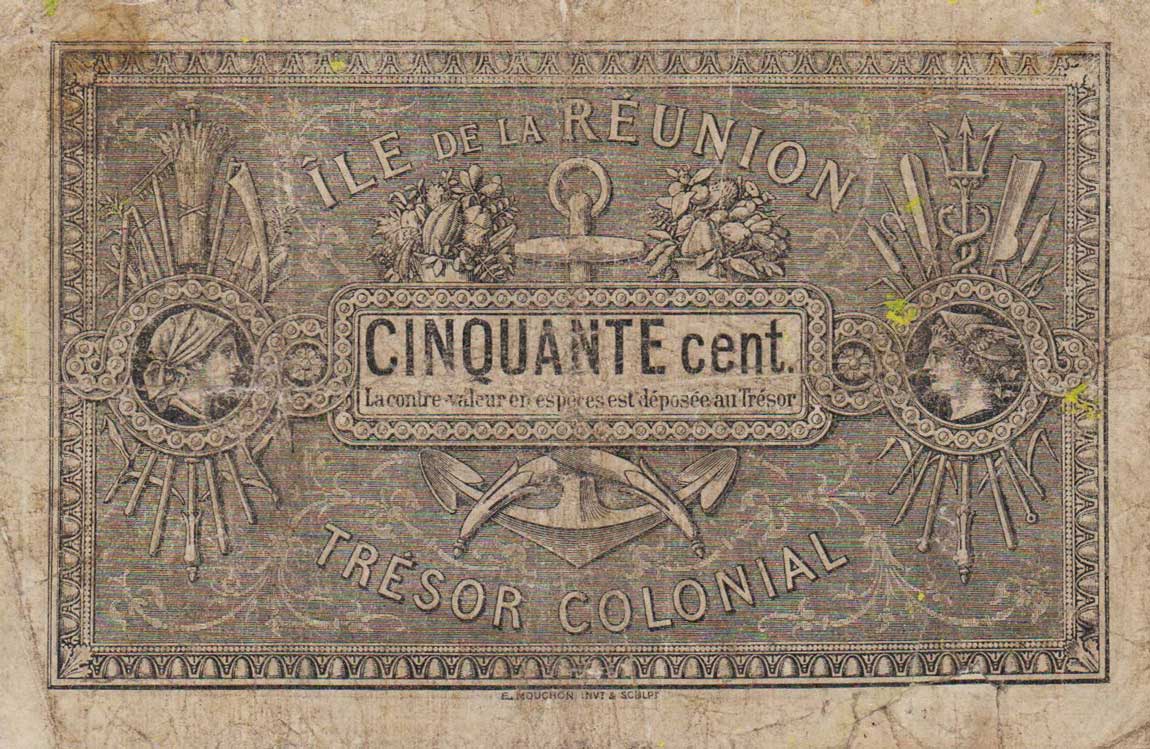 ÎLE DE LA RÉUNION
CINQUANTE cent.
La contre-valeur en espèces est déposée au Trésor
TRÉSOR COLONIAL
E. MOUCHON INVT & SCULPT